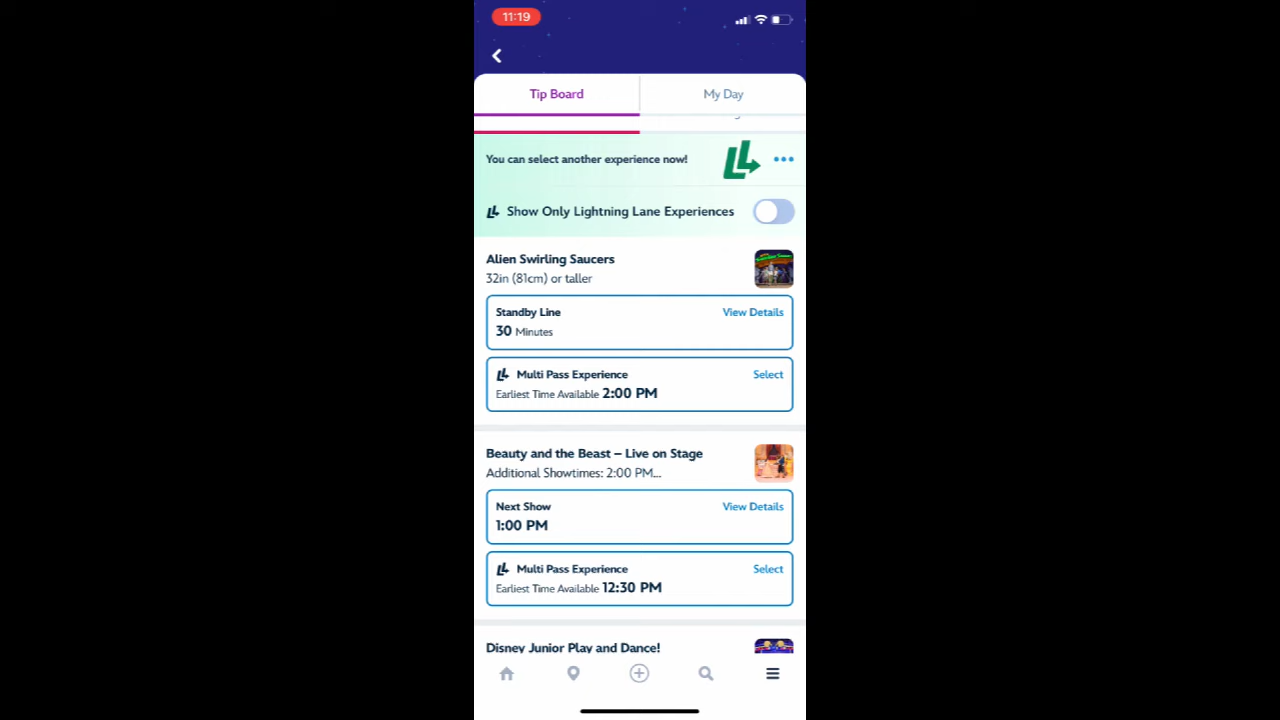 11:19
Tip Board
My Day
You can select another experience now!
Show Only Lightning Lane Experiences
Alien Swirling Saucers
32in (81cm) or taller
Standby Line
View Details
30 Minutes
Multi Pass Experience
Select
Earliest Time Available 2:00 PM
Beauty and the Beast – Live on Stage
Additional Showtimes: 2:00 PM...
Next Show
View Details
1:00 PM
Multi Pass Experience
Select
Earliest Time Available 12:30 PM
Disney Junior Play and Dance!